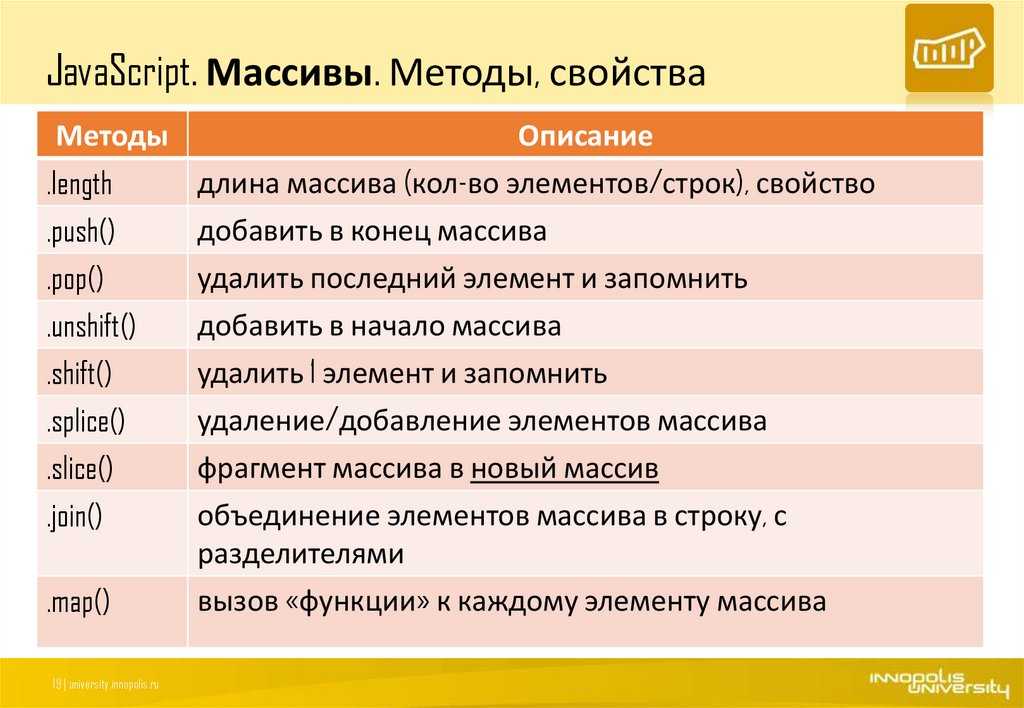 JavaScript. Массивы. Методы, свойства
Методы Описание
.length длина массива (кол-во элементов/строк), свойство
.push() добавить в конец массива
.pop() удалить последний элемент и запомнить
.unshift() добавить в начало массива
.shift() удалить 1 элемент и запомнить
.splice() удаление/добавление элементов массива
.slice() фрагмент массива в новый массив
.join() объединение элементов массива в строку, с
разделителями
.map() вызов «функции» к каждому элементу массива
19 | university.innopolis.ru
INNOPOLIS
UNIVERSITY